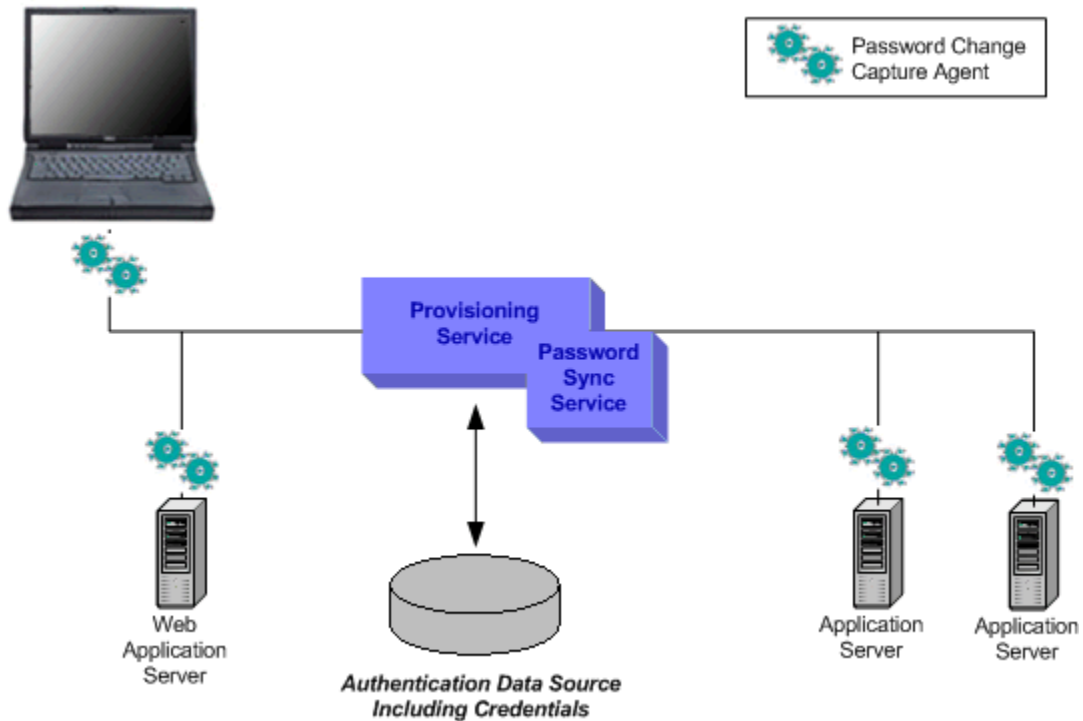 Password Change
Capture Agent
Provisioning
Service
Password
Sync
Service
Web
Application
Server
Authentication Data Source
Including Credentials
Application
Server
Application
Server